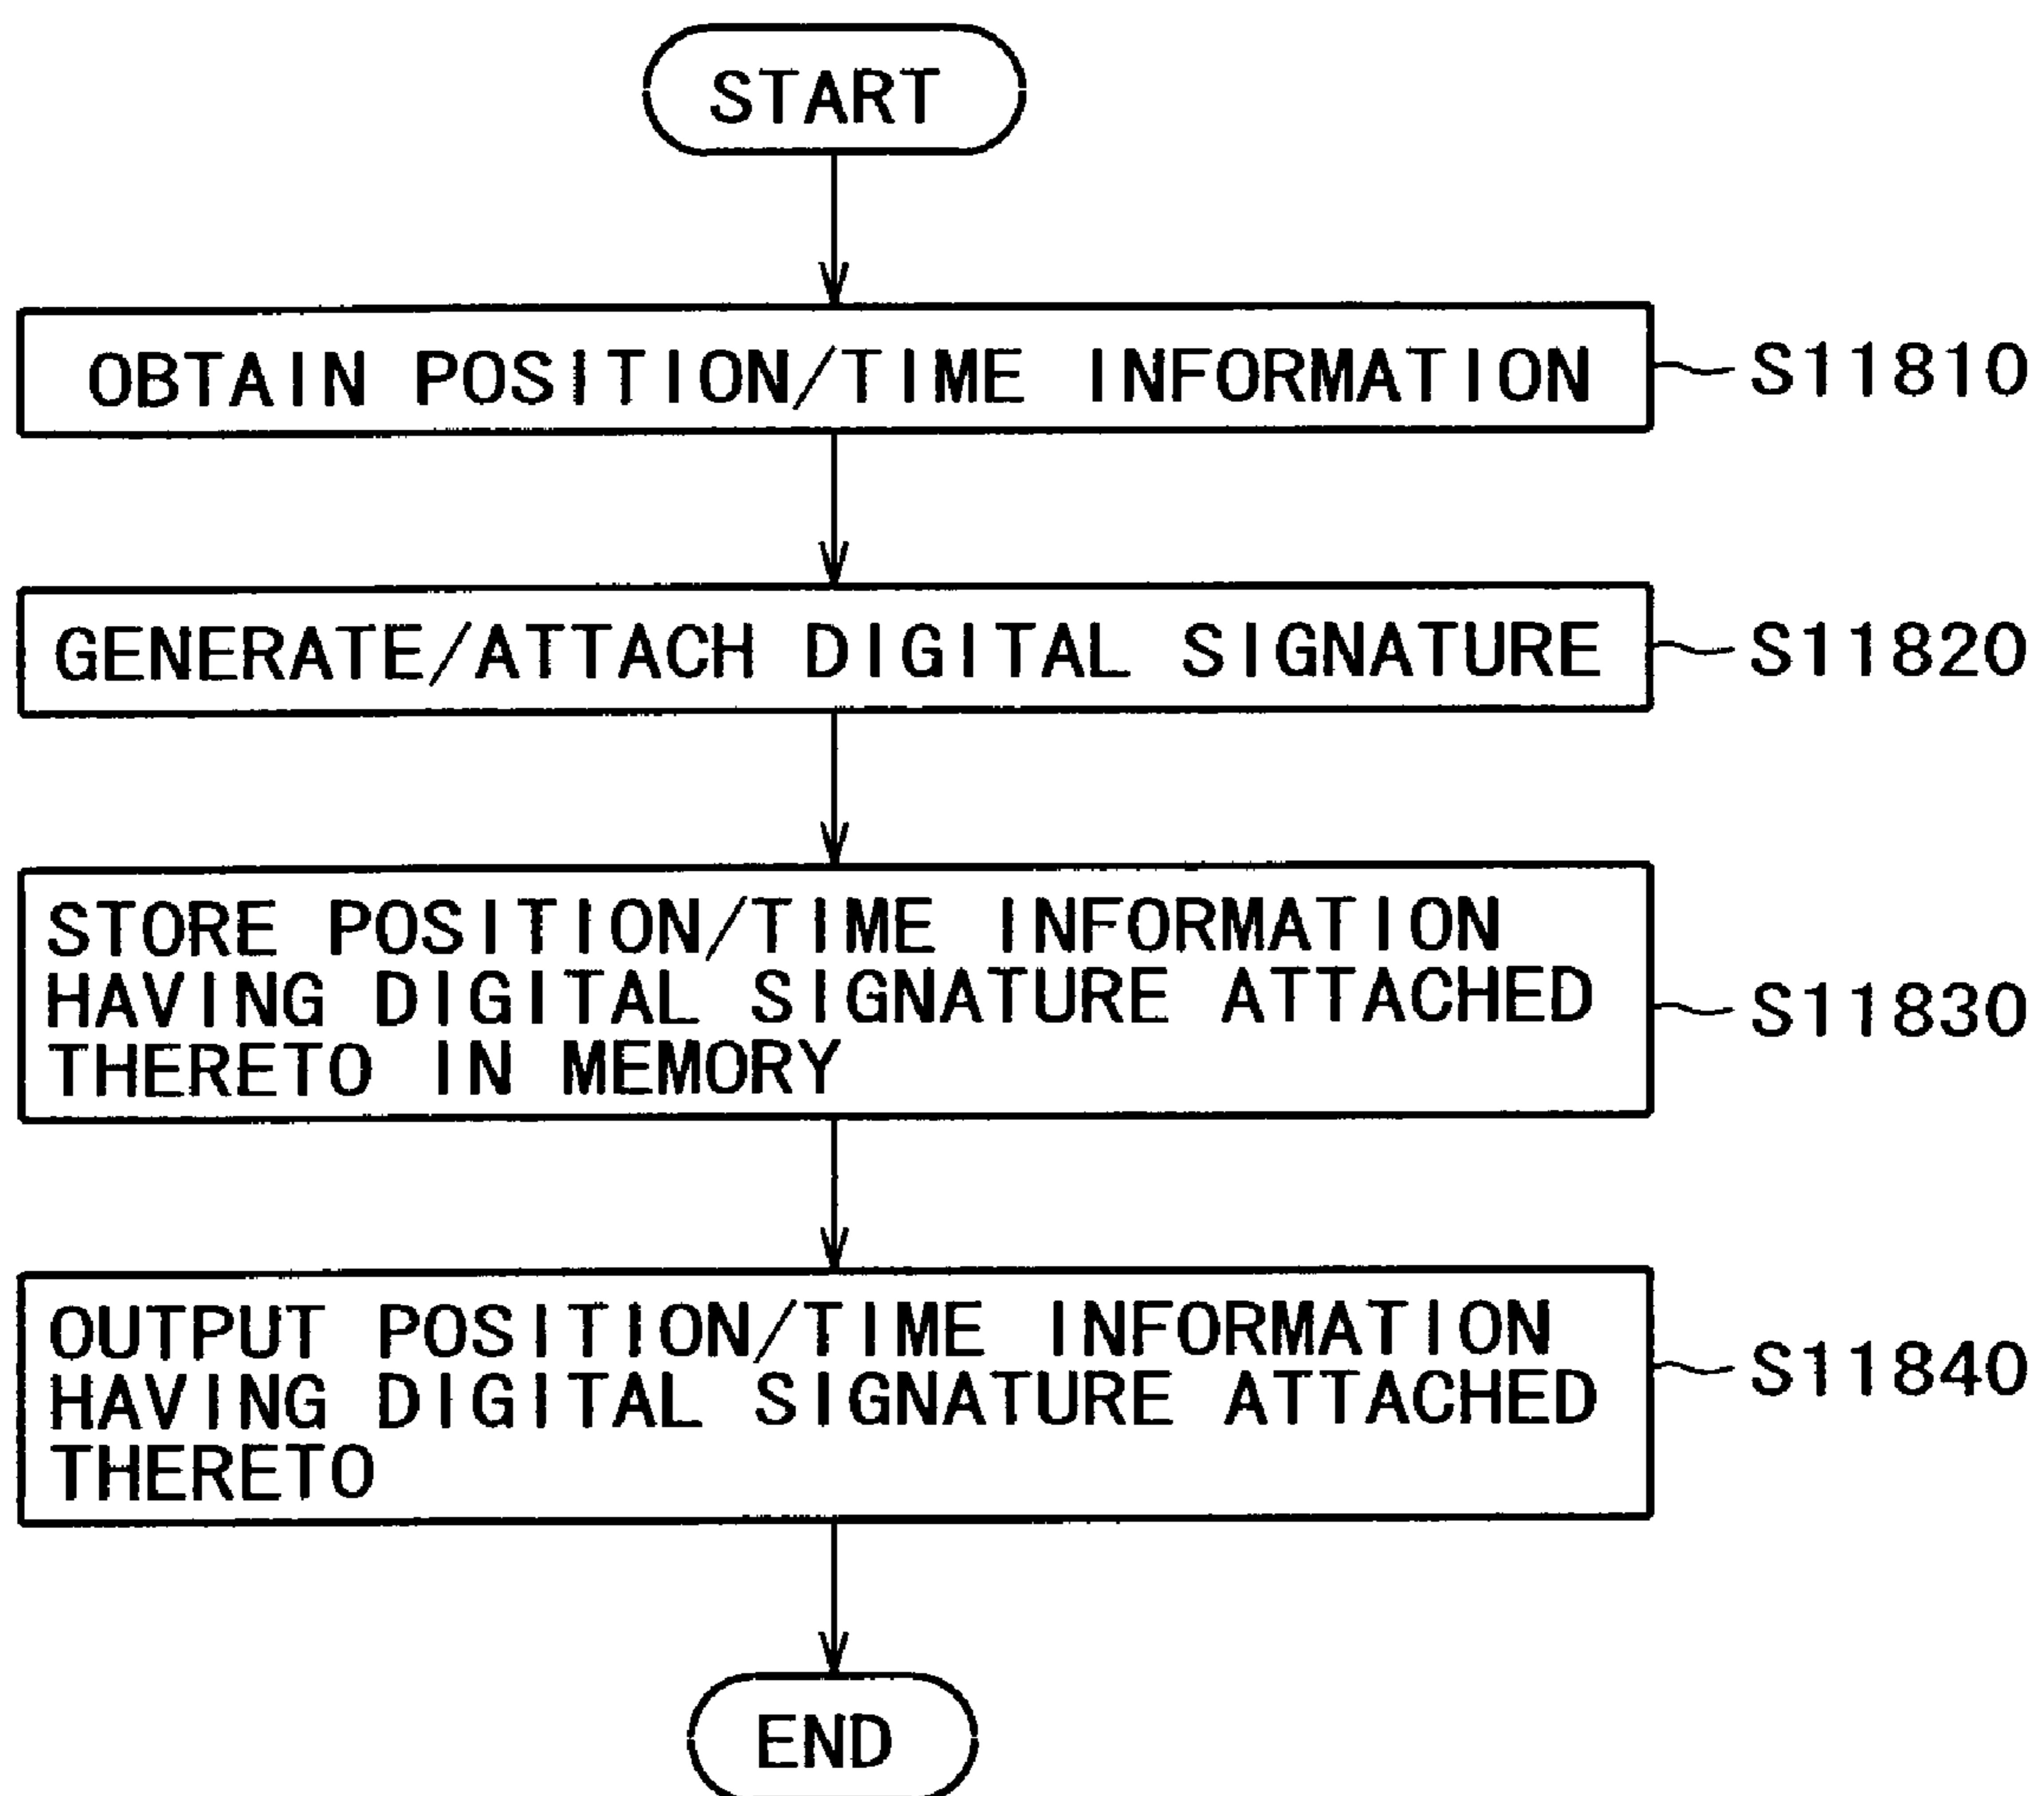 START
OBTAIN POSITION/TIME INFORMATION
S11810
GENERATE/ATTACH DIGITAL SIGNATURE
S11820
STORE POSITION/TIME INFORMATION
HAVING DIGITAL SIGNATURE ATTACHED
THERETO IN MEMORY
S11830
OUTPUT POSITION/TIME INFORMATION
HAVING DIGITAL SIGNATURE ATTACHED
THERETO
S11840
END